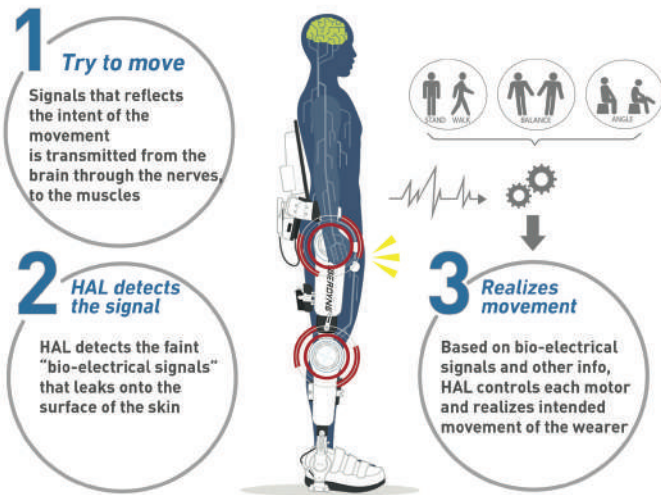 1 Try to move
Signals that reflects
the intent of the
movement
is transmitted from the
brain through the nerves,
to the muscles
STAND WALK
BALANCE
ANGLE
2 HAL detects
the signal
HAL detects the faint
"bio-electrical signals"
that leaks onto the
surface of the skin
3 Realizes
movement
Based on bio-electrical
signals and other info,
HAL controls each motor
and realizes intended
movement of the wearer